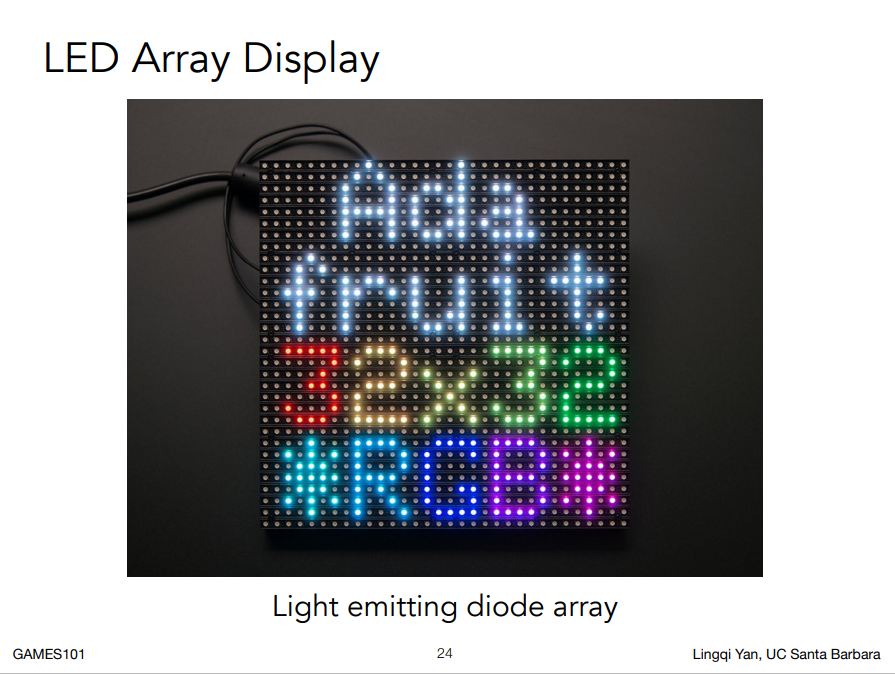 LED Array Display
Ada
fruit
32x32
*RGB*
Light emitting diode array
GAMES101
24
Lingqi Yan, UC Santa Barbara